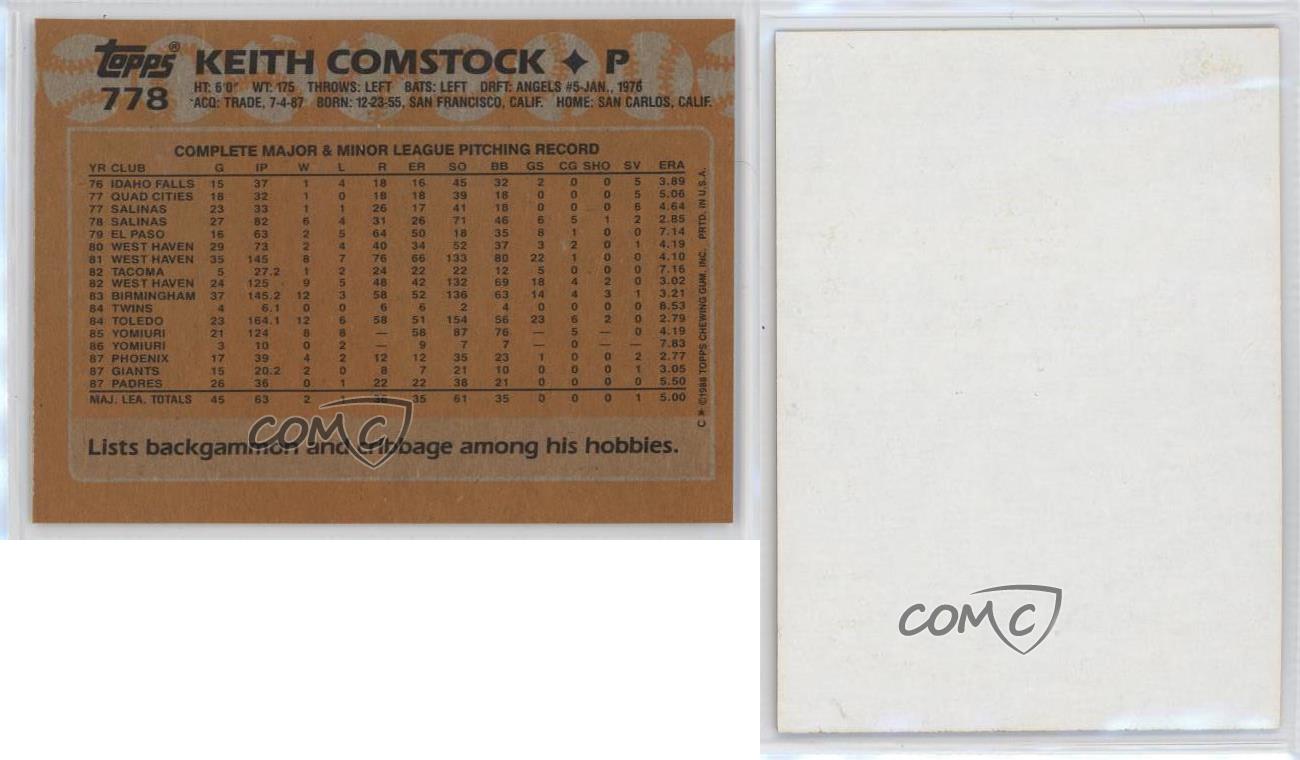 topps® KEITH COMSTOCK ✦ P
778 HT: 6'0" WT: 175 THROWS: LEFT BATS: LEFT DRFT: ANGELS #5-JAN., 1976
ACQ: TRADE, 7-4-87 BORN: 12-23-55, SAN FRANCISCO, CALIF. HOME: SAN CARLOS, CALIF.
COMPLETE MAJOR & MINOR LEAGUE PITCHING RECORD
YR CLUB G IP W L R ER SO BB GS CG SHO SV ERA
76 IDAHO FALLS 15 37 1 4 18 16 45 32 2 0 0 5 3.89
77 QUAD CITIES 18 32 1 0 18 18 39 18 0 0 0 5 5.06
77 SALINAS 23 33 1 1 26 17 41 18 0 0 0 6 4.64
78 SALINAS 27 82 6 4 31 26 71 46 6 5 1 2 2.85
79 EL PASO 16 63 2 5 64 50 18 35 8 1 0 0 7.14
80 WEST HAVEN 29 73 2 4 40 34 52 37 3 2 0 1 4.19
81 WEST HAVEN 35 145 8 7 76 66 133 80 22 1 0 0 4.10
82 TACOMA 5 27.2 1 2 24 22 22 12 5 0 0 0 7.16
82 WEST HAVEN 24 125 9 5 48 42 132 69 18 4 2 0 3.02
83 BIRMINGHAM 37 145.2 12 3 58 52 136 63 14 4 3 1 3.21
84 TWINS 4 6.1 0 0 6 6 2 4 0 0 0 0 8.53
84 TOLEDO 23 164.1 12 6 58 51 154 56 23 6 2 0 2.79
85 YOMIURI 21 124 8 8 — 58 87 76 — 5 — 0 4.19
86 YOMIURI 3 10 0 2 — 9 7 7 — 0 — — 7.83
87 PHOENIX 17 39 4 2 12 12 35 23 1 0 0 2 2.77
87 GIANTS 15 20.2 2 0 8 7 21 10 0 0 0 1 3.05
87 PADRES 26 36 0 1 22 22 38 21 0 0 0 0 5.50
MAJ. LEA. TOTALS 45 63 2 1 36 35 61 35 0 0 0 1 5.00
Lists backgammon and cribbage among his hobbies.
C ★ ©1988 TOPPS CHEWING GUM, INC. PRTD. IN U.S.A.
COMC
COMC